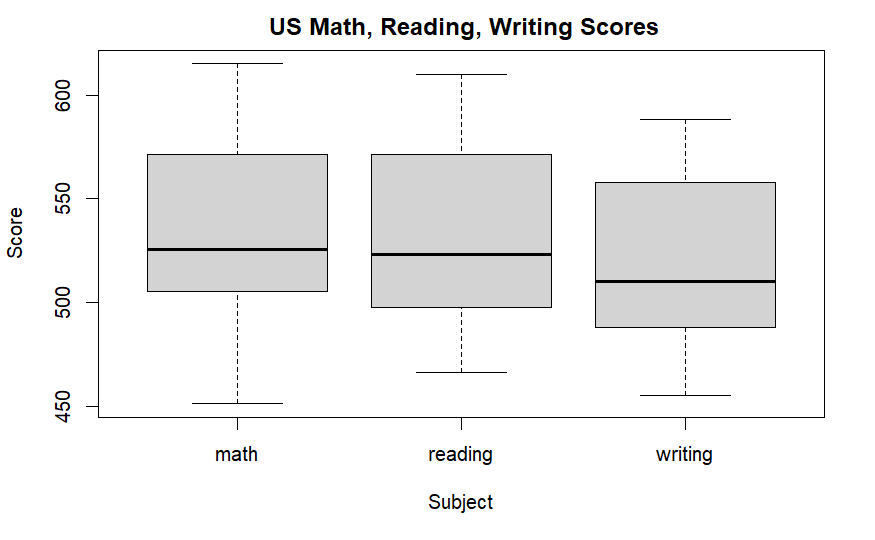 US Math, Reading, Writing Scores
Score
600
550
500
450
math reading writing
Subject